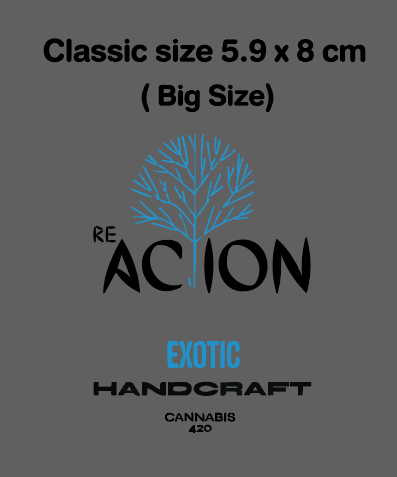 Classic size 5.9 x 8 cm
( Big Size)
RE
ACTION
EXOTIC
HANDCRAFT
CANNABIS
420